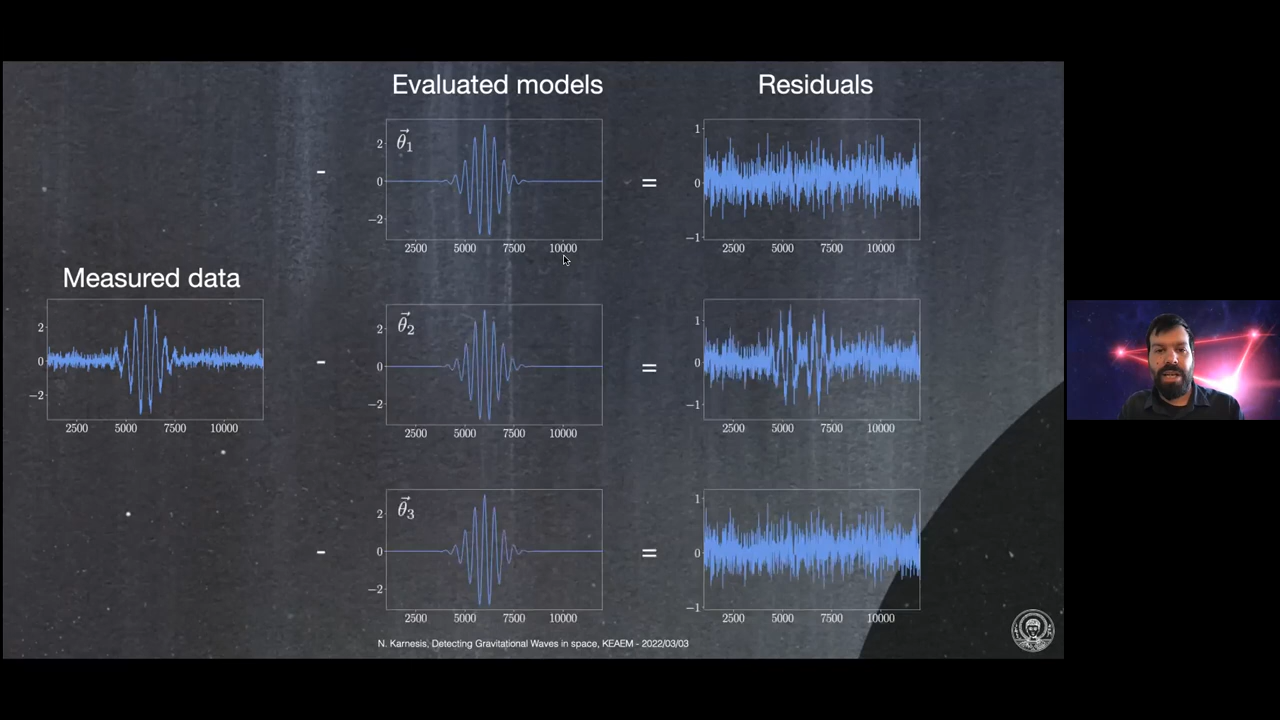 Evaluated models
Residuals
Measured data
2
0
−2
2500 5000 7500 10000
-
θ⃗₁
2
0
−2
2500 5000 7500 10000
=
1
0
−1
2500 5000 7500 10000
-
θ⃗₂
2
0
−2
2500 5000 7500 10000
=
1
0
−1
2500 5000 7500 10000
-
θ⃗₃
2
0
−2
2500 5000 7500 10000
=
1
0
−1
2500 5000 7500 10000
N. Karnesis, Detecting Gravitational Waves in space, KEAEM - 2022/03/03